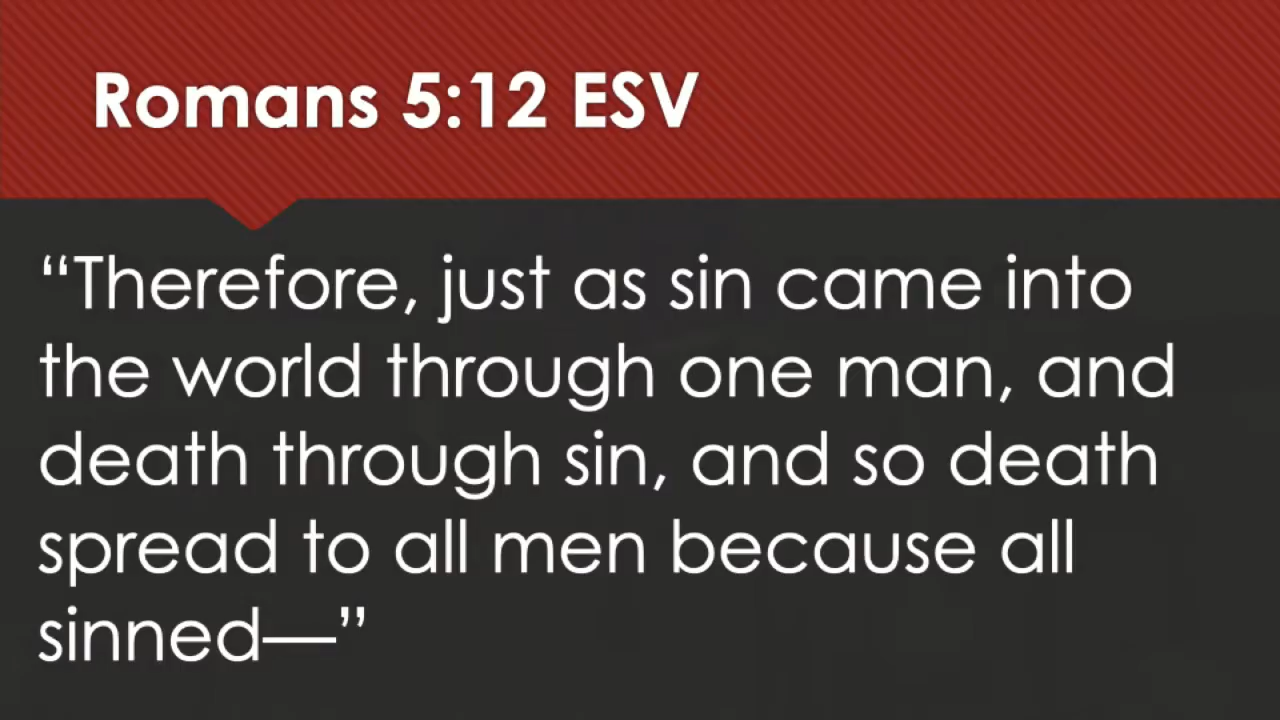 Romans 5:12 ESV
“Therefore, just as sin came into
the world through one man, and
death through sin, and so death
spread to all men because all
sinned—”